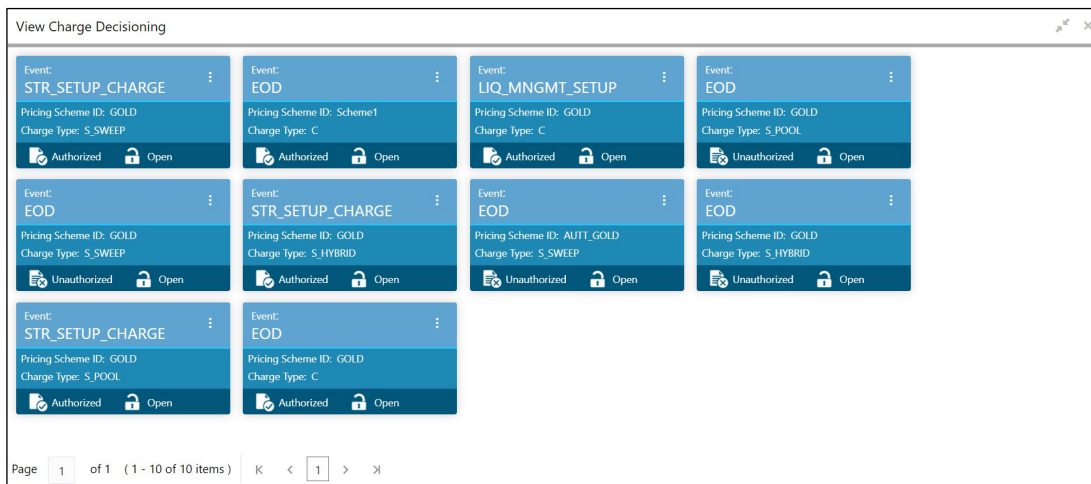 View Charge Decisioning
Event:
STR_SETUP_CHARGE
Pricing Scheme ID: GOLD
Charge Type: S_SWEEP
Authorized Open
Event:
EOD
Pricing Scheme ID: Scheme1
Charge Type: C
Authorized Open
Event:
LIQ_MNGMT_SETUP
Pricing Scheme ID: GOLD
Charge Type: C
Authorized Open
Event:
EOD
Pricing Scheme ID: GOLD
Charge Type: S_POOL
Unauthorized Open
Event:
EOD
Pricing Scheme ID: GOLD
Charge Type: S_SWEEP
Unauthorized Open
Event:
STR_SETUP_CHARGE
Pricing Scheme ID: GOLD
Charge Type: S_HYBRID
Authorized Open
Event:
EOD
Pricing Scheme ID: AUTT_GOLD
Charge Type: S_SWEEP
Unauthorized Open
Event:
EOD
Pricing Scheme ID: GOLD
Charge Type: S_HYBRID
Unauthorized Open
Event:
STR_SETUP_CHARGE
Pricing Scheme ID: GOLD
Charge Type: S_POOL
Authorized Open
Event:
EOD
Pricing Scheme ID: GOLD
Charge Type: C
Authorized Open
Page 1 of 1 ( 1 - 10 of 10 items ) 1